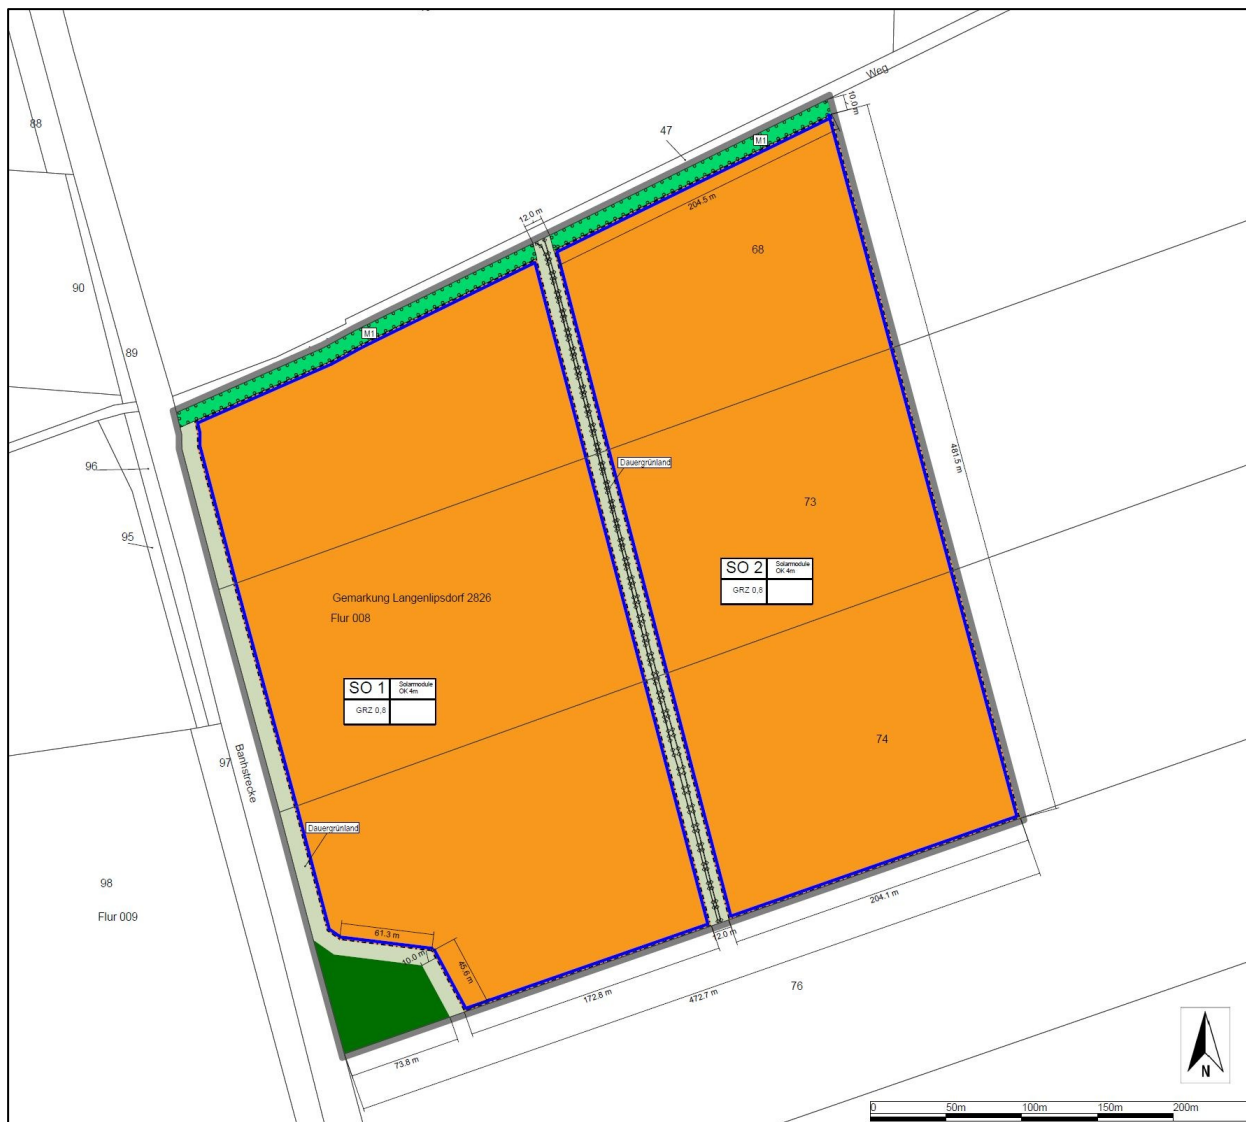 Weg
10.0 m
88
47
M1
204.5 m
12.0 m
68
90
M1
89
481.5 m
Dauergrünland
96
73
95
SO 2
Solarmodule
OK 4m
GRZ 0,8
Gemarkung Langenlipsdorf 2826
Flur 008
SO 1
Solarmodule
OK 4m
GRZ 0,8
74
97
Banhstrecke
Dauergrünland
98
204.1 m
Flur 009
61.3 m
12.0 m
10.0 m
45.6 m
76
172.8 m
472.7 m
73.8 m
N
0
50m
100m
150m
200m